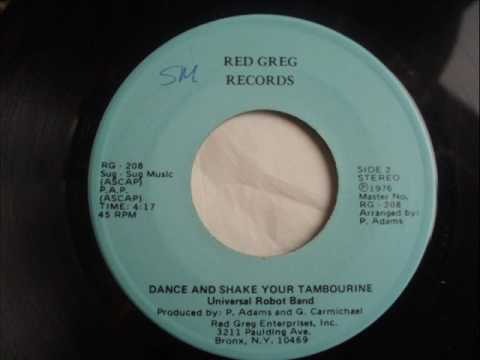 RED GREG
RECORDS
SM
RG - 208
Sug - Sug Music
(ASCAP)
P.A.P.
(ASCAP)
TIME: 4:17
45 RPM
SIDE 2
STEREO
Ⓟ1976
Master No.
RG - 208
Arranged by:
P. Adams
DANCE AND SHAKE YOUR TAMBOURINE
Universal Robot Band
Produced by: P. Adams and G. Carmichael
Red Greg Enterprises, Inc.
3211 Paulding Ave.
Bronx, N.Y. 10469